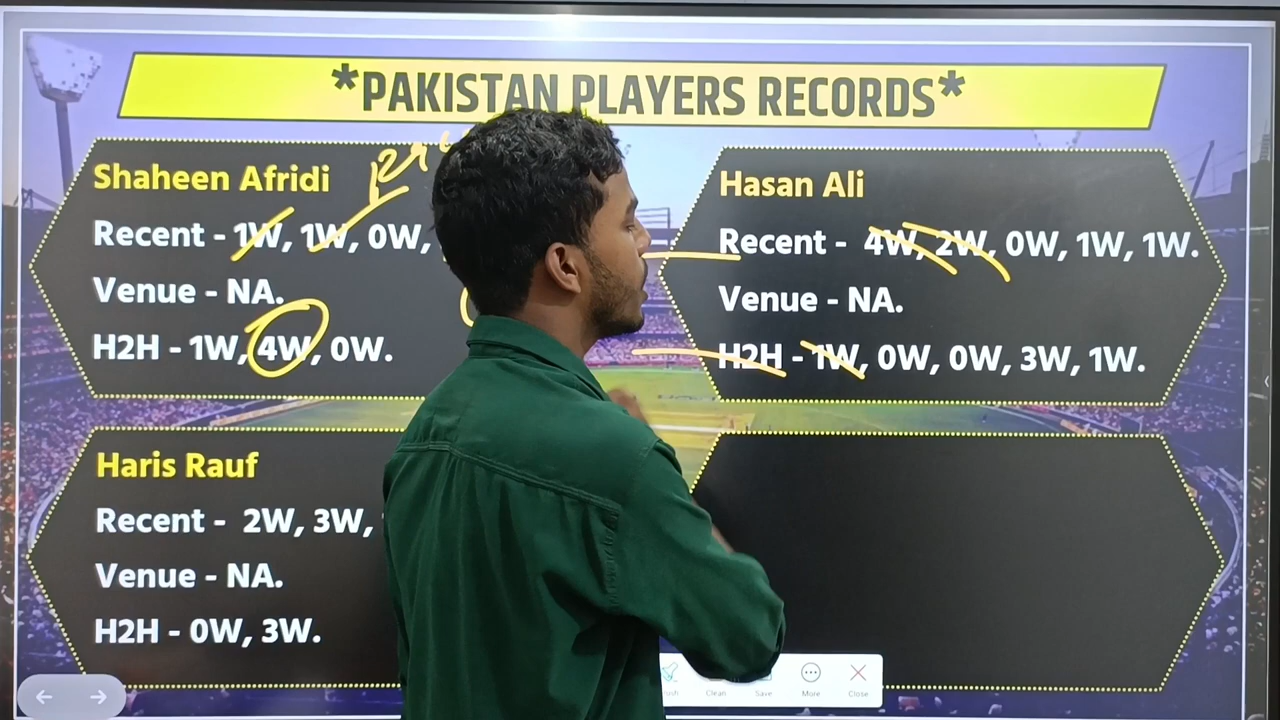 *PAKISTAN PLAYERS RECORDS*
Shaheen Afridi
Recent - 1W, 1W, 0W,
Venue - NA.
H2H - 1W, 4W, 0W.
Hasan Ali
Recent - 4W, 2W, 0W, 1W, 1W.
Venue - NA.
H2H - 1W, 0W, 0W, 3W, 1W.
Haris Rauf
Recent - 2W, 3W,
Venue - NA.
H2H - 0W, 3W.
Clean Save More Close